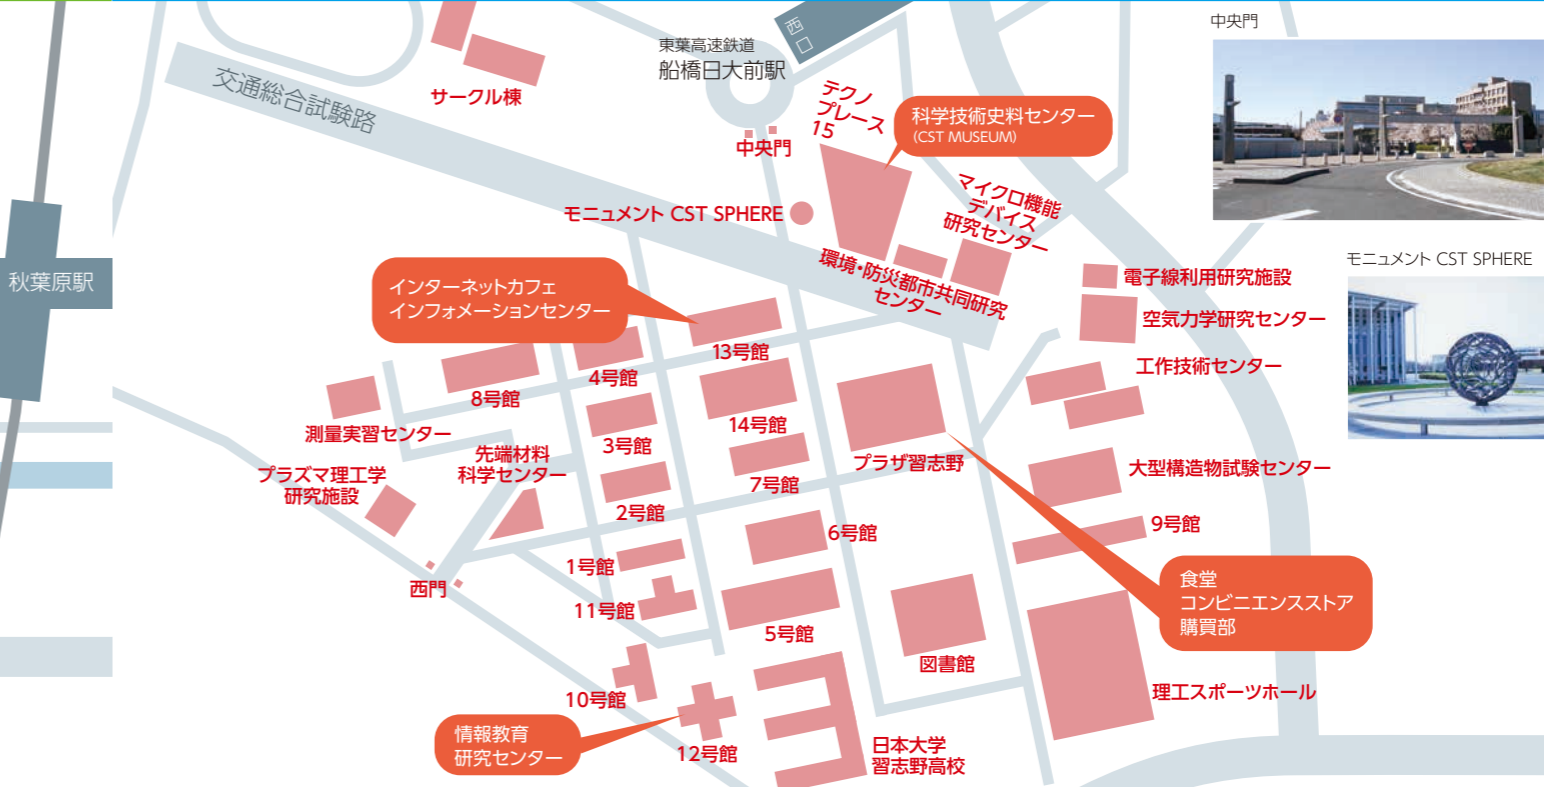 中央門
西口
東葉高速鉄道
船橋日大前駅
交通総合試験路
サークル棟
テクノ
プレース
15
科学技術史料センター
(CST MUSEUM)
中央門
モニュメント CST SPHERE
マイクロ機能
デバイス
研究センター
環境・防災都市共同研究
センター
モニュメント CST SPHERE
電子線利用研究施設
空気力学研究センター
秋葉原駅
インターネットカフェ
インフォメーションセンター
13号館
4号館
8号館
工作技術センター
測量実習センター
3号館
14号館
先端材料
科学センター
プラズマ理工学
研究施設
プラザ習志野
大型構造物試験センター
7号館
2号館
6号館
9号館
1号館
西門
11号館
食堂
コンビニエンスストア
購買部
5号館
図書館
10号館
理工スポーツホール
情報教育
研究センター
12号館
日本大学
習志野高校